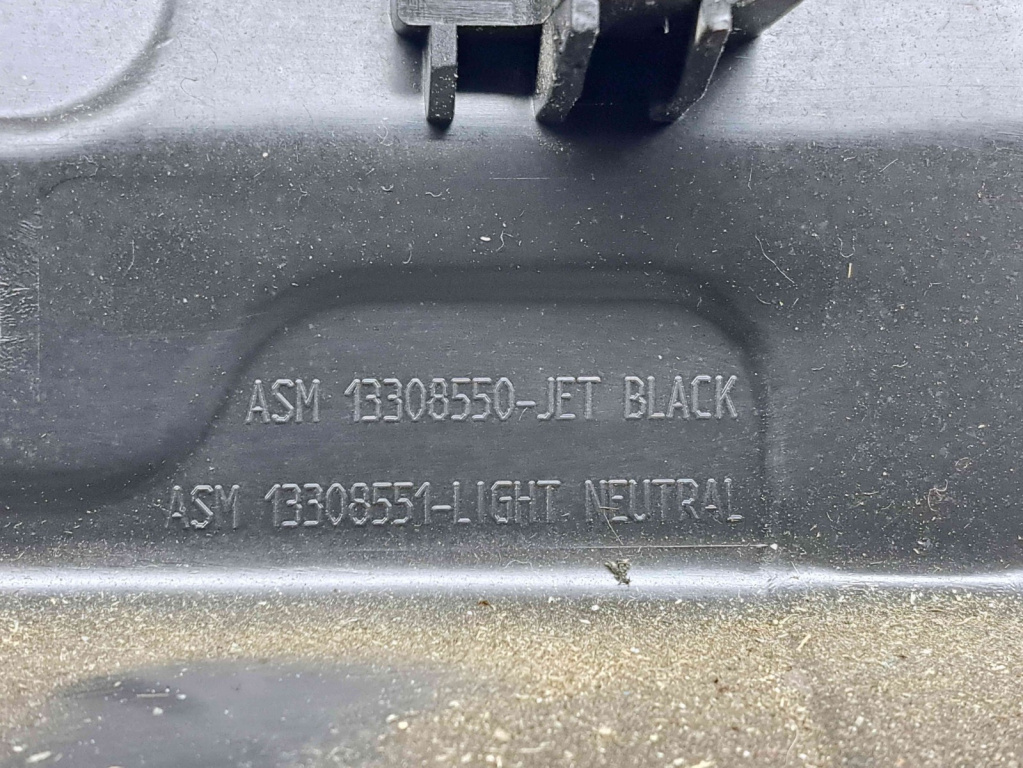 ASM 13308550-JET BLACK
ASM 13308551-LIGHT NEUTRAL